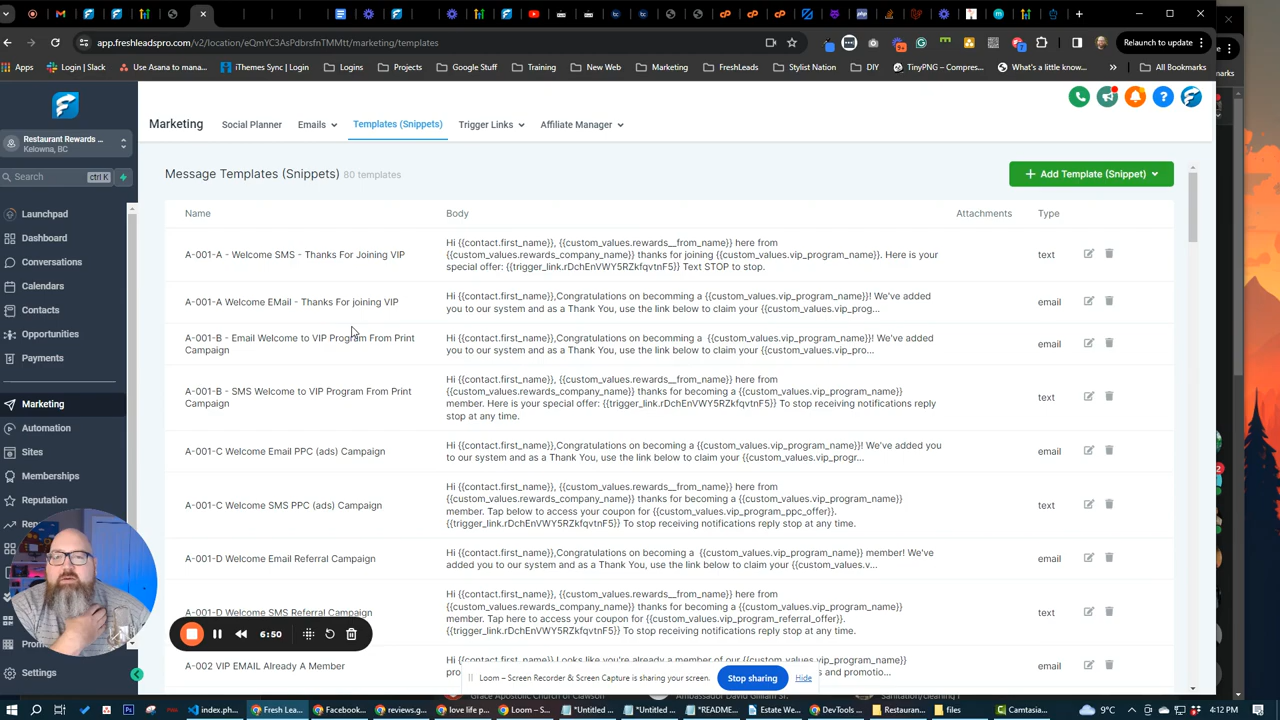 app.freshleadspro.com/v2/location/eQmYC3AsPdbrsfnTMMtt/marketing/templates
Relaunch to update
Apps
Slack | Log in
Use Asana to match...
iThemes Sync | Login
Logins
Projects
Google Stuff
Training
New Web
Marketing
FreshLeads
Stylist Nation
DIY
TinyPNG – Compres...
What's a little know...
»
All Bookmarks
Marketing
Social Planner
Emails
Templates (Snippets)
Trigger Links
Affiliate Manager
Restaurant Rewards ...
Kelowna, BC
Search
ctrl K
Launchpad
Dashboard
Conversations
Calendars
Contacts
Opportunities
Payments
Marketing
Automation
Sites
Memberships
Reputation
Settings
Message Templates (Snippets) 80 templates
+ Add Template (Snippet)
Name
Body
Attachments
Type
A-001-A - Welcome SMS - Thanks For Joining VIP
Hi {{contact.first_name}}, {{custom_values.rewards__from_name}} here from
{{custom_values.rewards_company_name}} thanks for joining {{custom_values.vip_program_name}}. Here is your
special offer: {{trigger_link.rDchEnVWY5RZkfqvtnF5}} Text STOP to stop.
text
A-001-A Welcome EMail - Thanks For joining VIP
Hi {{contact.first_name}},Congratulations on becomming a {{custom_values.vip_program_name}}! We've added
you to our system and as a Thank You, use the link below to claim your {{custom_values.vip_prog...
email
A-001-B - Email Welcome to VIP Program From Print
Campaign
Hi {{contact.first_name}},Congratulations on becomming a {{custom_values.vip_program_name}}! We've added
you to our system and as a Thank You, use the link below to claim your {{custom_values.vip_pro...
email
A-001-B - SMS Welcome to VIP Program From Print
Campaign
Hi {{contact.first_name}}, {{custom_values.rewards__from_name}} here from
{{custom_values.rewards_company_name}} thanks for becoming a {{custom_values.vip_program_name}}
member. Here is your special offer: {{trigger_link.rDchEnVWY5RZkfqvtnF5}} To stop receiving notifications reply
stop at any time.
text
A-001-C Welcome Email PPC (ads) Campaign
Hi {{contact.first_name}},Congratulations on becoming a {{custom_values.vip_program_name}}! We've added you
to our system and as a Thank You, use the link below to claim your {{custom_values.vip_progr...
email
A-001-C Welcome SMS PPC (ads) Campaign
Hi {{contact.first_name}}, {{custom_values.rewards__from_name}} here from
{{custom_values.rewards_company_name}} thanks for becoming a {{custom_values.vip_program_name}}
member. Tap below to access your coupon for {{custom_values.vip_program_ppc_offer}}.
{{trigger_link.rDchEnVWY5RZkfqvtnF5}} To stop receiving notifications reply stop at any time.
text
A-001-D Welcome Email Referral Campaign
Hi {{contact.first_name}},Congratulations on becoming a {{custom_values.vip_program_name}} member! We've
added you to our system and as a Thank You, use the link below to claim your {{custom_values.v...
email
A-001-D Welcome SMS Referral Campaign
Hi {{contact.first_name}}, {{custom_values.rewards__from_name}} here from
{{custom_values.rewards_company_name}} thanks for becoming a {{custom_values.vip_program_name}}
member. Tap here to access your coupon for {{custom_values.vip_program_referral_offer}}.
{{trigger_link.rDchEnVWY5RZkfqvtnF5}} To stop receiving notifications reply stop at any time.
text
A-002 VIP EMAIL Already A Member
email
6:50
Loom – Screen Recorder & Screen Capture is sharing your screen.
Stop sharing
Hide
index.ph...
Fresh Lea...
Facebook...
reviews.g...
love life p...
Loom – S...
*Untitled ...
*Untitled ...
*README...
Estate We...
DevTools ...
Restauran...
files
Camtasia...
9°C
4:12 PM